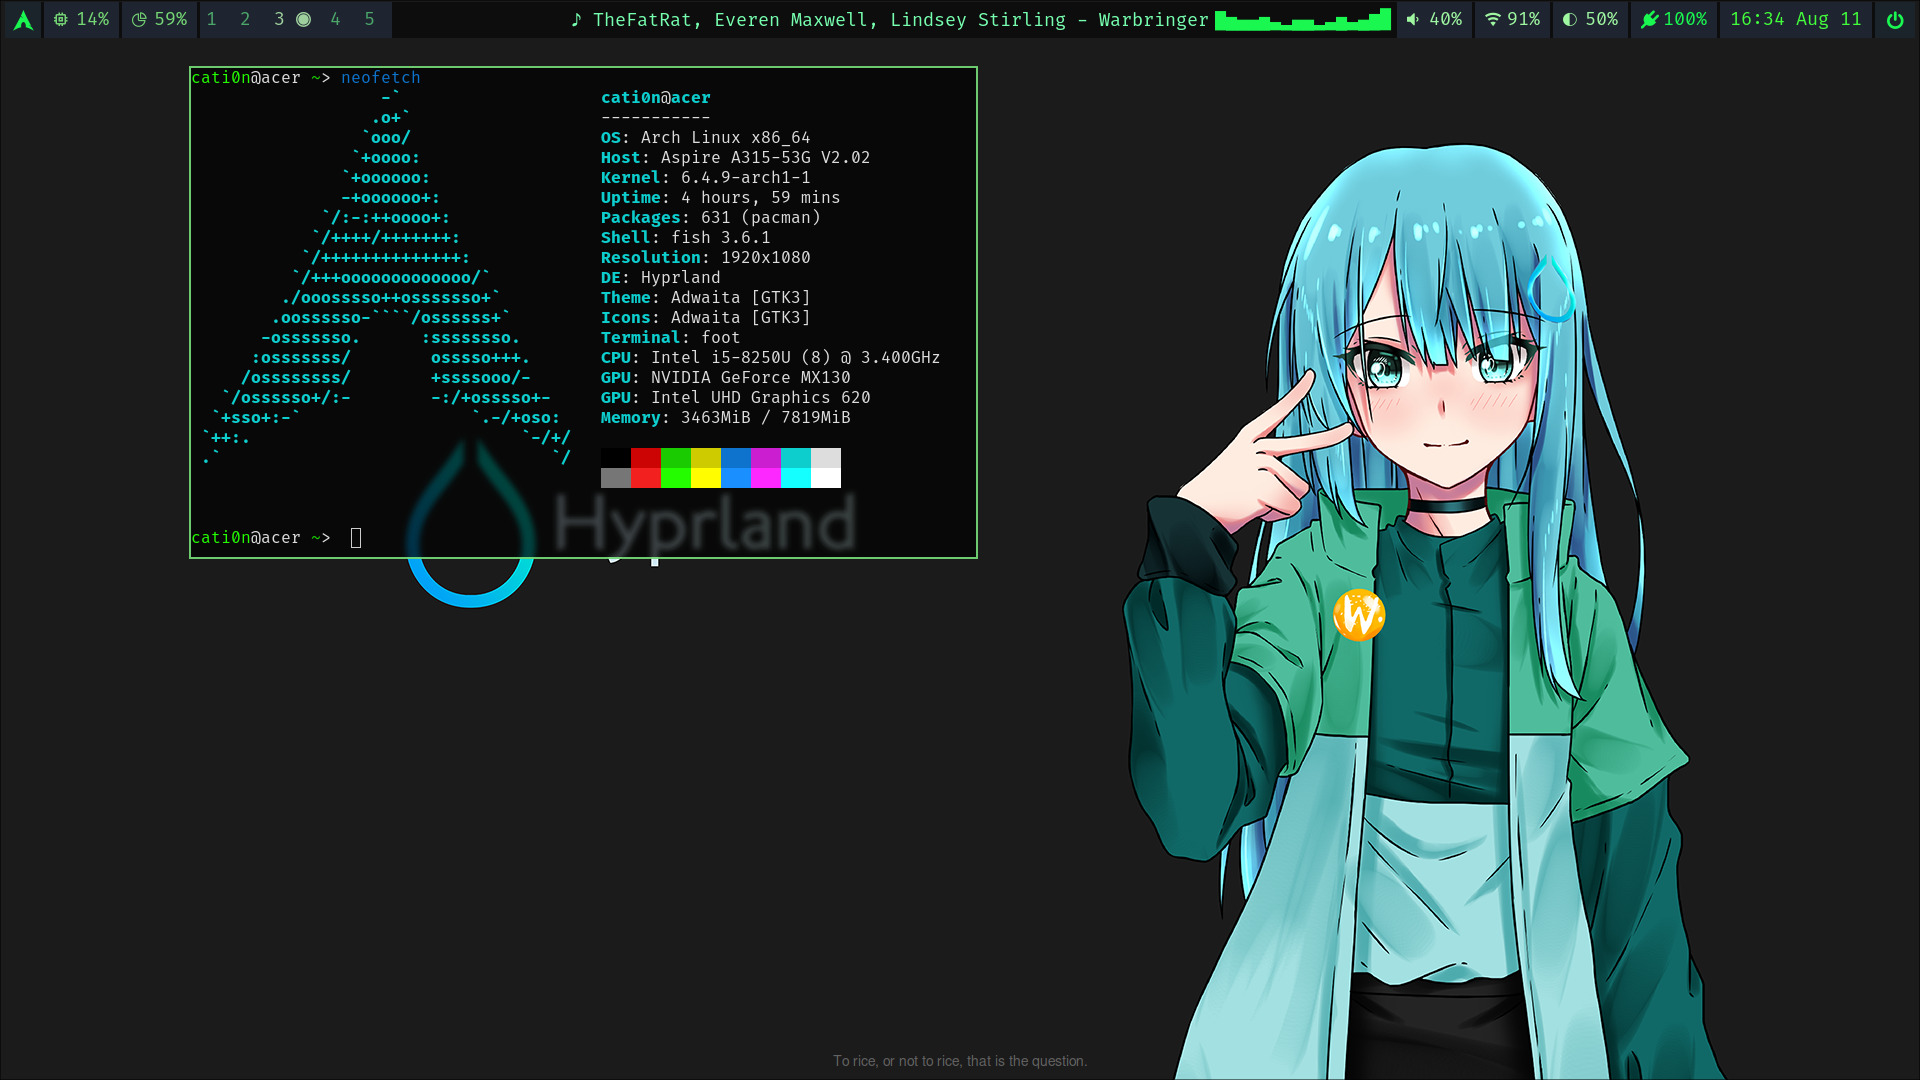 14% 59% 1 2 3 4 5 ♪ TheFatRat, Everen Maxwell, Lindsey Stirling - Warbringer 40% 91% 50% 100% 16:34 Aug 11
cati0n@acer ~> neofetch
-`
.o+`
`ooo/
`+oooo:
`+oooooo:
-+oooooo+:
`/:-:++oooo+:
`/++++/+++++++:
`/++++++++++++++:
`/+++ooooooooooooo/`
./ooosssso++osssssso+`
.oossssso-````/ossssss+`
-osssssso. :ssssssso.
:osssssss/ osssso+++.
/ossssssss/ +ssssooo/-
`/ossssso+/:- -:/+osssso+-
`+sso+:-` `.-/+oso:
`++:. `-/+/
.` `/
cati0n@acer
-----------
OS: Arch Linux x86_64
Host: Aspire A315-53G V2.02
Kernel: 6.4.9-arch1-1
Uptime: 4 hours, 59 mins
Packages: 631 (pacman)
Shell: fish 3.6.1
Resolution: 1920x1080
DE: Hyprland
Theme: Adwaita [GTK3]
Icons: Adwaita [GTK3]
Terminal: foot
CPU: Intel i5-8250U (8) @ 3.400GHz
GPU: NVIDIA GeForce MX130
GPU: Intel UHD Graphics 620
Memory: 3463MiB / 7819MiB
Hyprland
cati0n@acer ~>
W
To rice, or not to rice, that is the question.